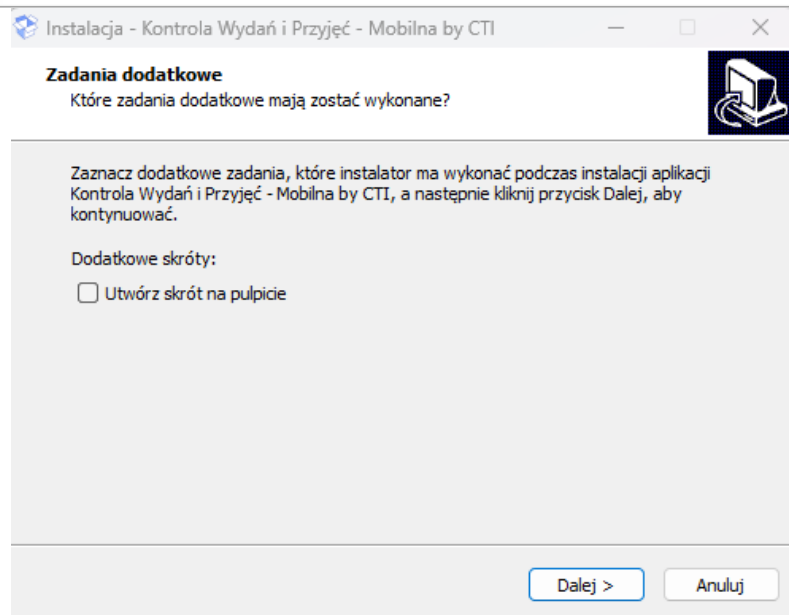 Instalacja - Kontrola Wydań i Przyjęć - Mobilna by CTI
Zadania dodatkowe
Które zadania dodatkowe mają zostać wykonane?
Zaznacz dodatkowe zadania, które instalator ma wykonać podczas instalacji aplikacji
Kontrola Wydań i Przyjęć - Mobilna by CTI, a następnie kliknij przycisk Dalej, aby
kontynuować.
Dodatkowe skróty:
Utwórz skrót na pulpicie
Dalej >
Anuluj